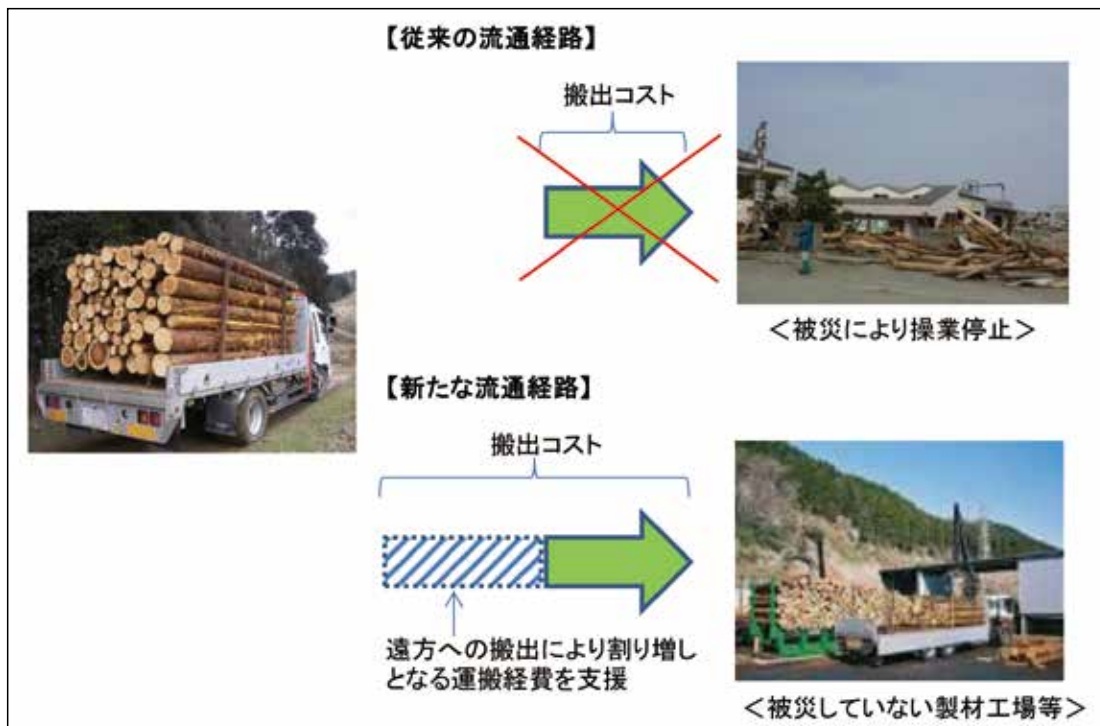 【従来の流通経路】
搬出コスト
＜被災により操業停止＞
【新たな流通経路】
搬出コスト
遠方への搬出により割り増し
となる運搬経費を支援
＜被災していない製材工場等＞